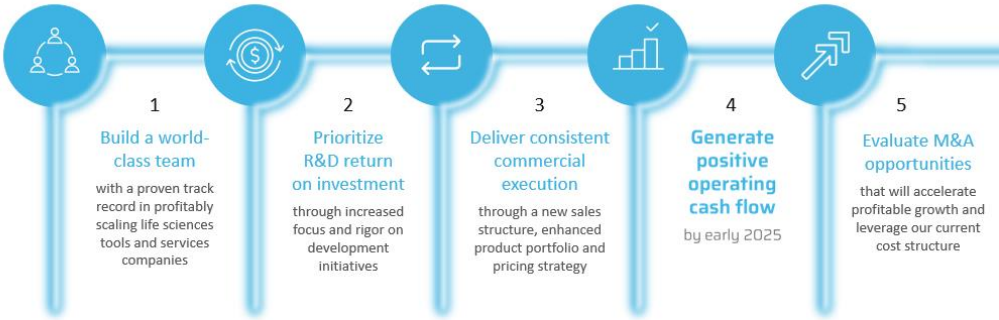 $
1
Build a world-
class team
with a proven track
record in profitably
scaling life sciences
tools and services
companies
2
Prioritize
R&D return
on investment
through increased
focus and rigor on
development
initiatives
3
Deliver consistent
commercial
execution
through a new sales
structure, enhanced
product portfolio and
pricing strategy
4
Generate
positive
operating
cash flow
by early 2025
5
Evaluate M&A
opportunities
that will accelerate
profitable growth and
leverage our current
cost structure